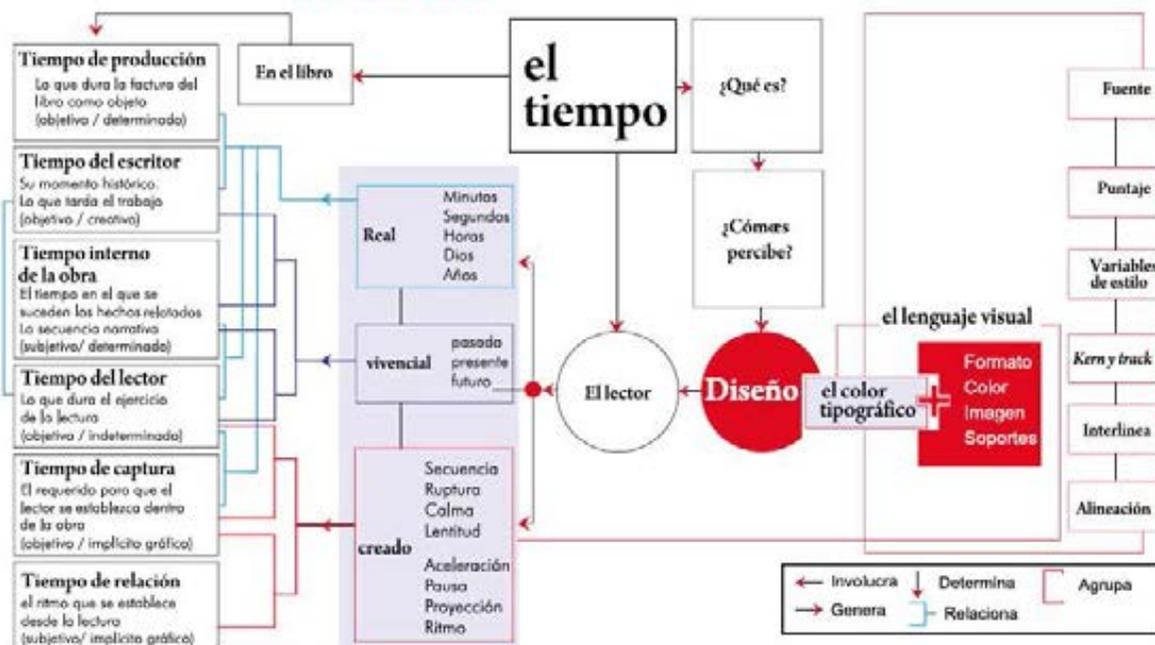 el
tiempo
En el libro
¿Qué es?
¿Cómœs
percibe?
Tiempo de producción
Lo que dura la factura del
libro como objeto
(objetivo / determinado)
Tiempo del escritor
Su momento histórico.
Lo que tarda el trabajo
(objetivo / creativo)
Tiempo interno
de la obra
El tiempo en el que se
suceden los hechos relatados
La secuencia narrativa
(subjetivo/ determinado)
Tiempo del lector
Lo que dura el ejercicio
de la lectura
(objetivo / indeterminado)
Tiempo de captura
El requerido para que el
lector se establezca dentro
de la obra
(objetivo / implícito gráfico)
Tiempo de relación
el ritmo que se establece
desde la lectura
(subjetivo/ implícito gráfico)
Real
Minutos
Segundos
Horas
Días
Años
vivencial
pasado
presente
futuro
creado
Secuencia
Ruptura
Calma
Lentitud
Aceleración
Pausa
Proyección
Ritmo
El lector
Diseño
el color
tipográfico
el lenguaje visual
Formato
Color
Imagen
Soportes
Fuente
Puntaje
Variables
de estilo
Kern y track
Interlinea
Alineación
Involucra
Determina
Agrupa
Genera
Relaciona